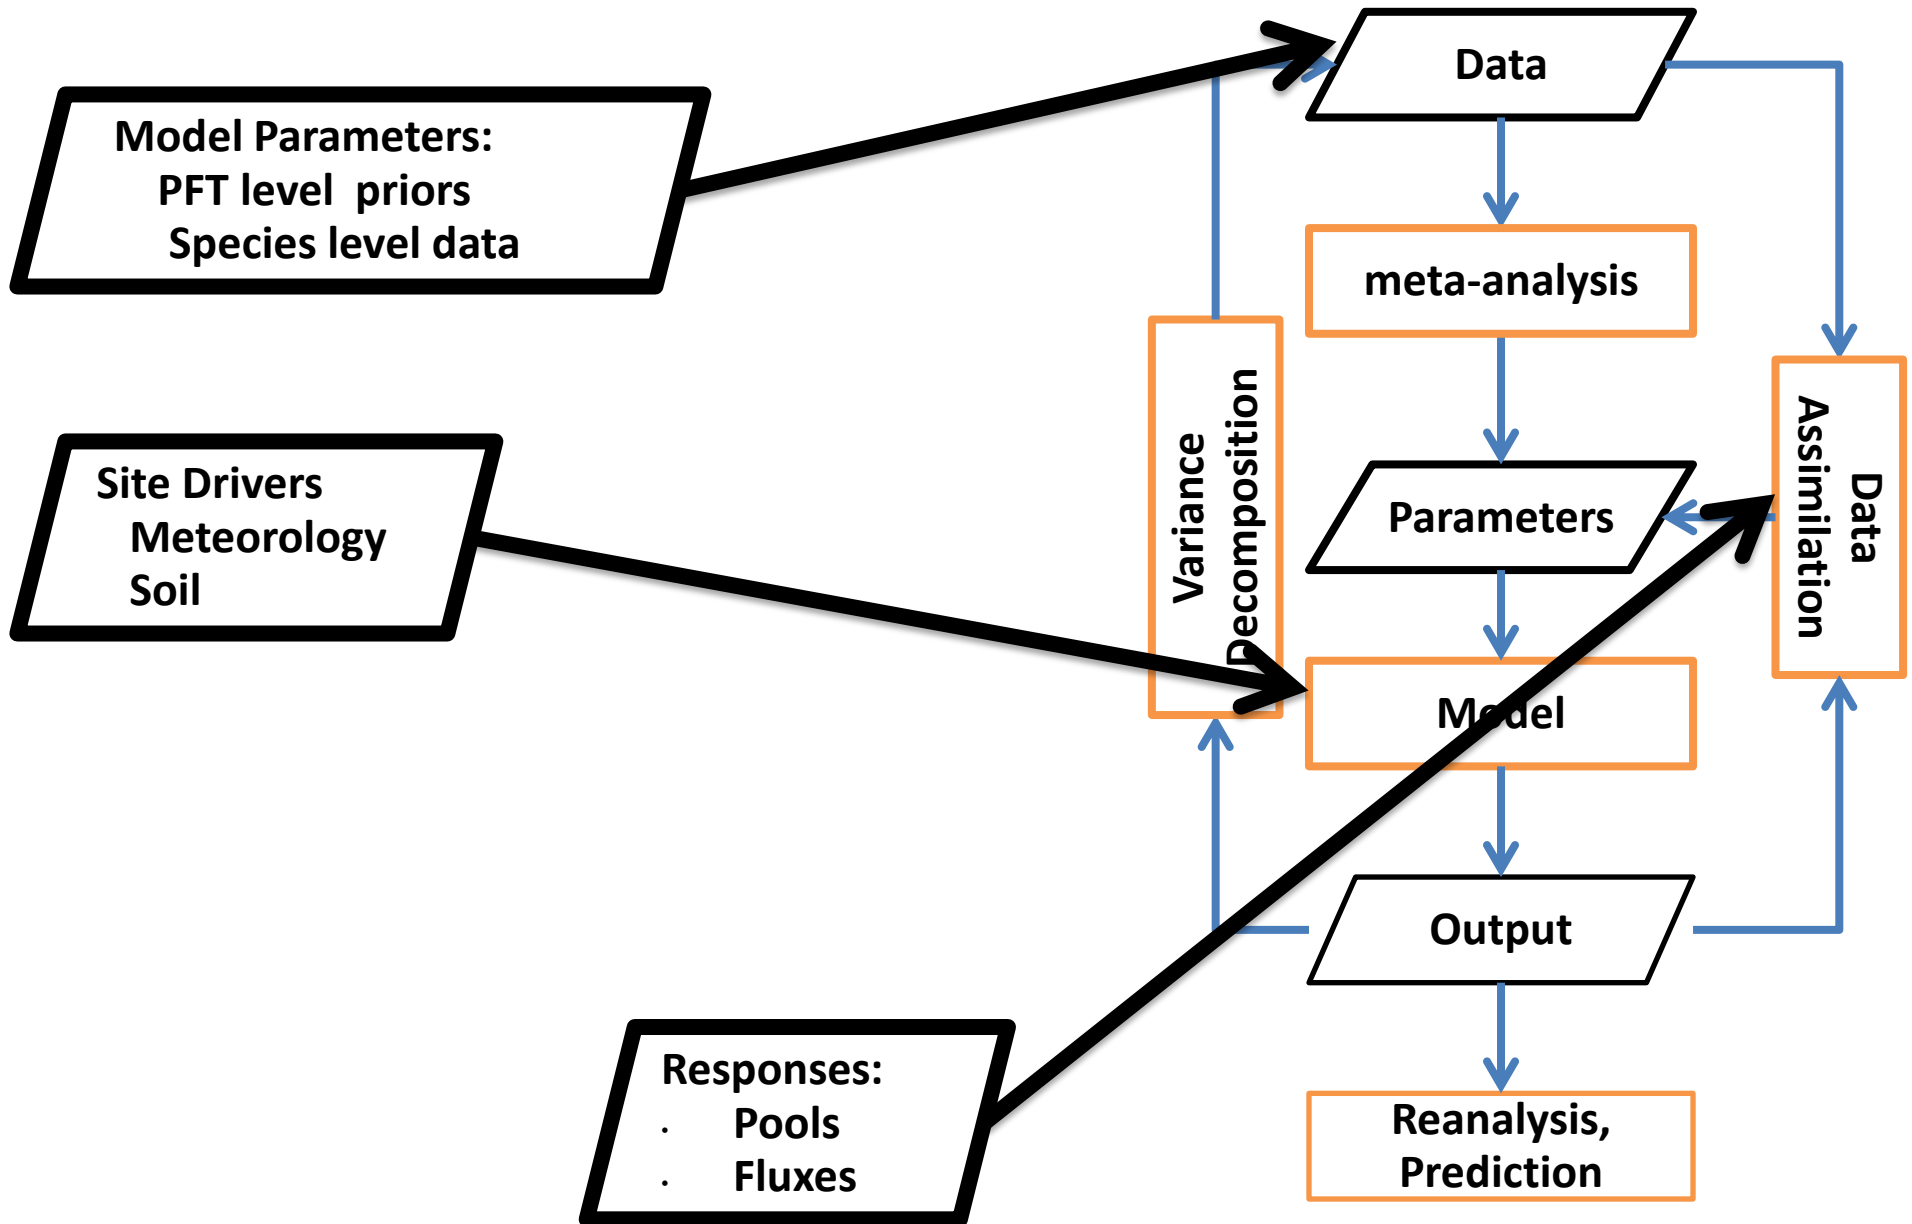 Data
Model Parameters:
PFT level priors
Species level data
meta-analysis
Variance
Decomposition
Data
Assimilation
Site Drivers
Meteorology
Soil
Parameters
Model
Output
Responses:
· Pools
· Fluxes
Reanalysis,
Prediction